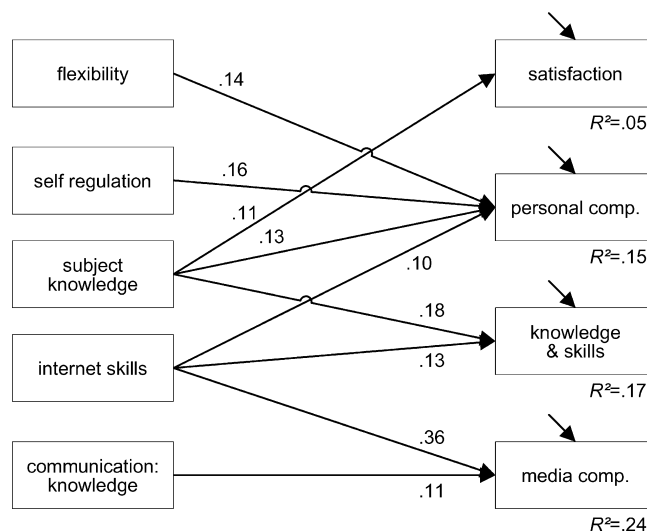 flexibility
.14
satisfaction
R²=.05
self regulation
.16
.11
.13
personal comp.
R²=.15
subject
knowledge
.10
.18
knowledge
& skills
R²=.17
internet skills
.13
.36
communication:
knowledge
.11
media comp.
R²=.24